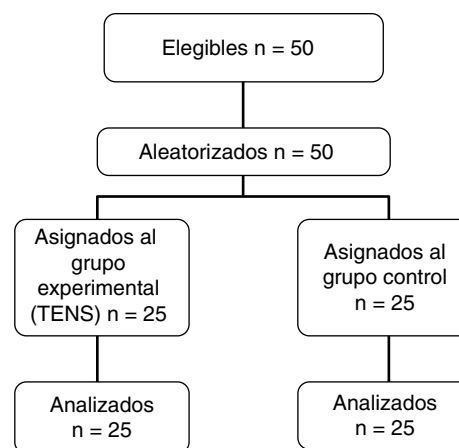 Elegibles n = 50
Aleatorizados n = 50
Asignados al
grupo
experimental
(TENS) n = 25
Asignados al
grupo control
n = 25
Analizados
n = 25
Analizados
n = 25